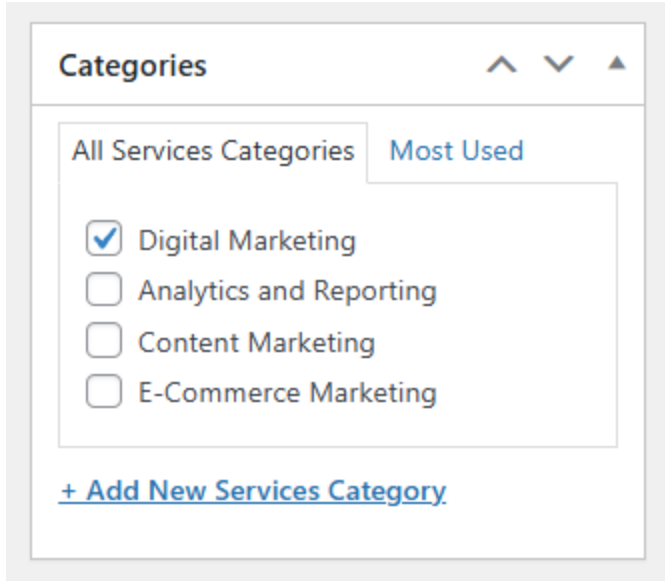 Categories
All Services Categories Most Used
Digital Marketing
Analytics and Reporting
Content Marketing
E-Commerce Marketing
+ Add New Services Category